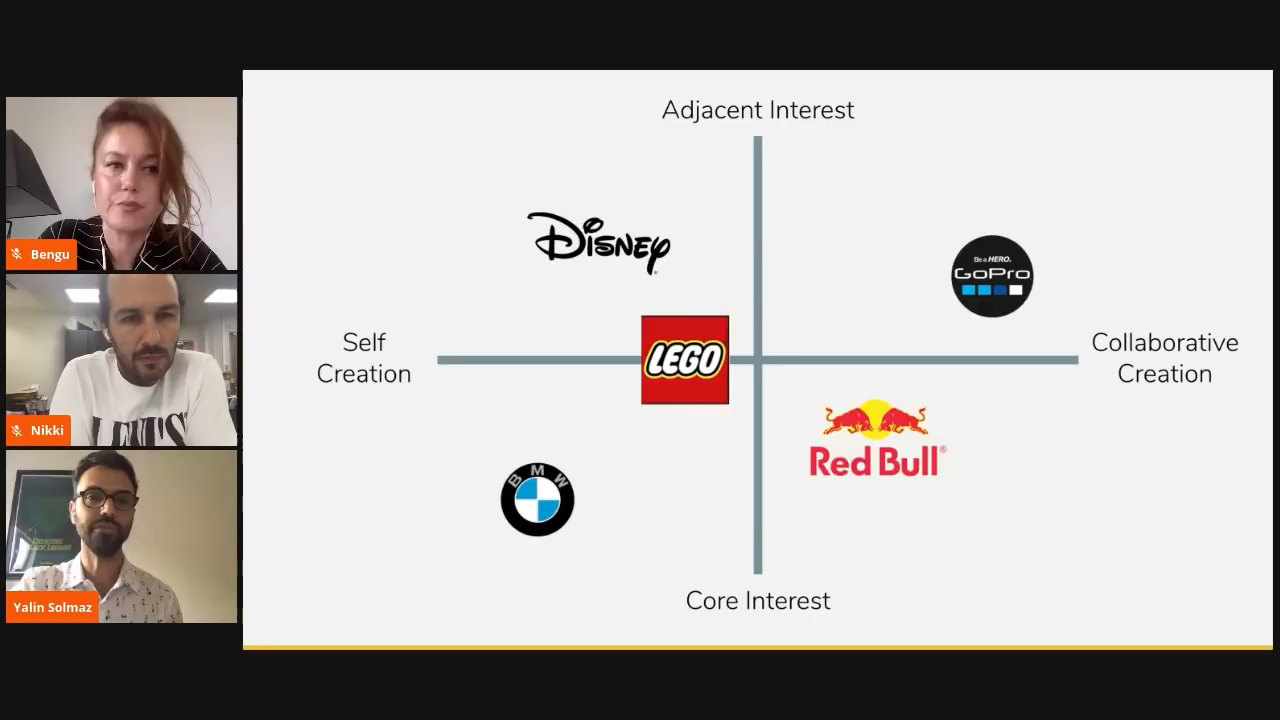 Bengu
Nikki
Yalin Solmaz
LEVI'S
Adjacent Interest
Disney
Be a HERO.
GoPro
Self
Creation
LEGO
Collaborative
Creation
Red Bull®
BMW
Core Interest